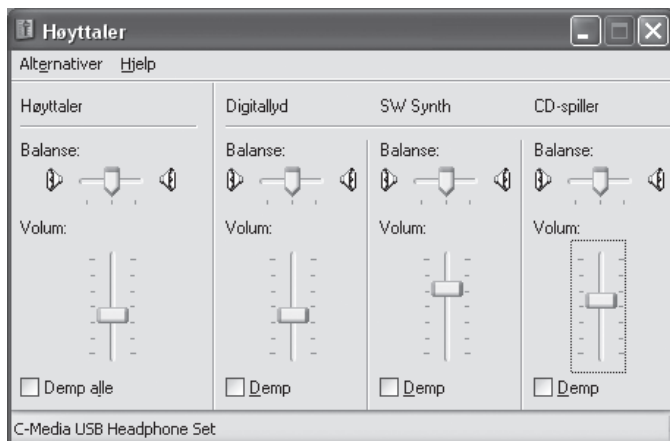 Høyttaler
Alternativer Hjelp
Høyttaler Digitallyd SW Synth CD-spiller
Balanse: Balanse: Balanse: Balanse:
Volum: Volum: Volum: Volum:
Demp alle Demp Demp Demp
C-Media USB Headphone Set